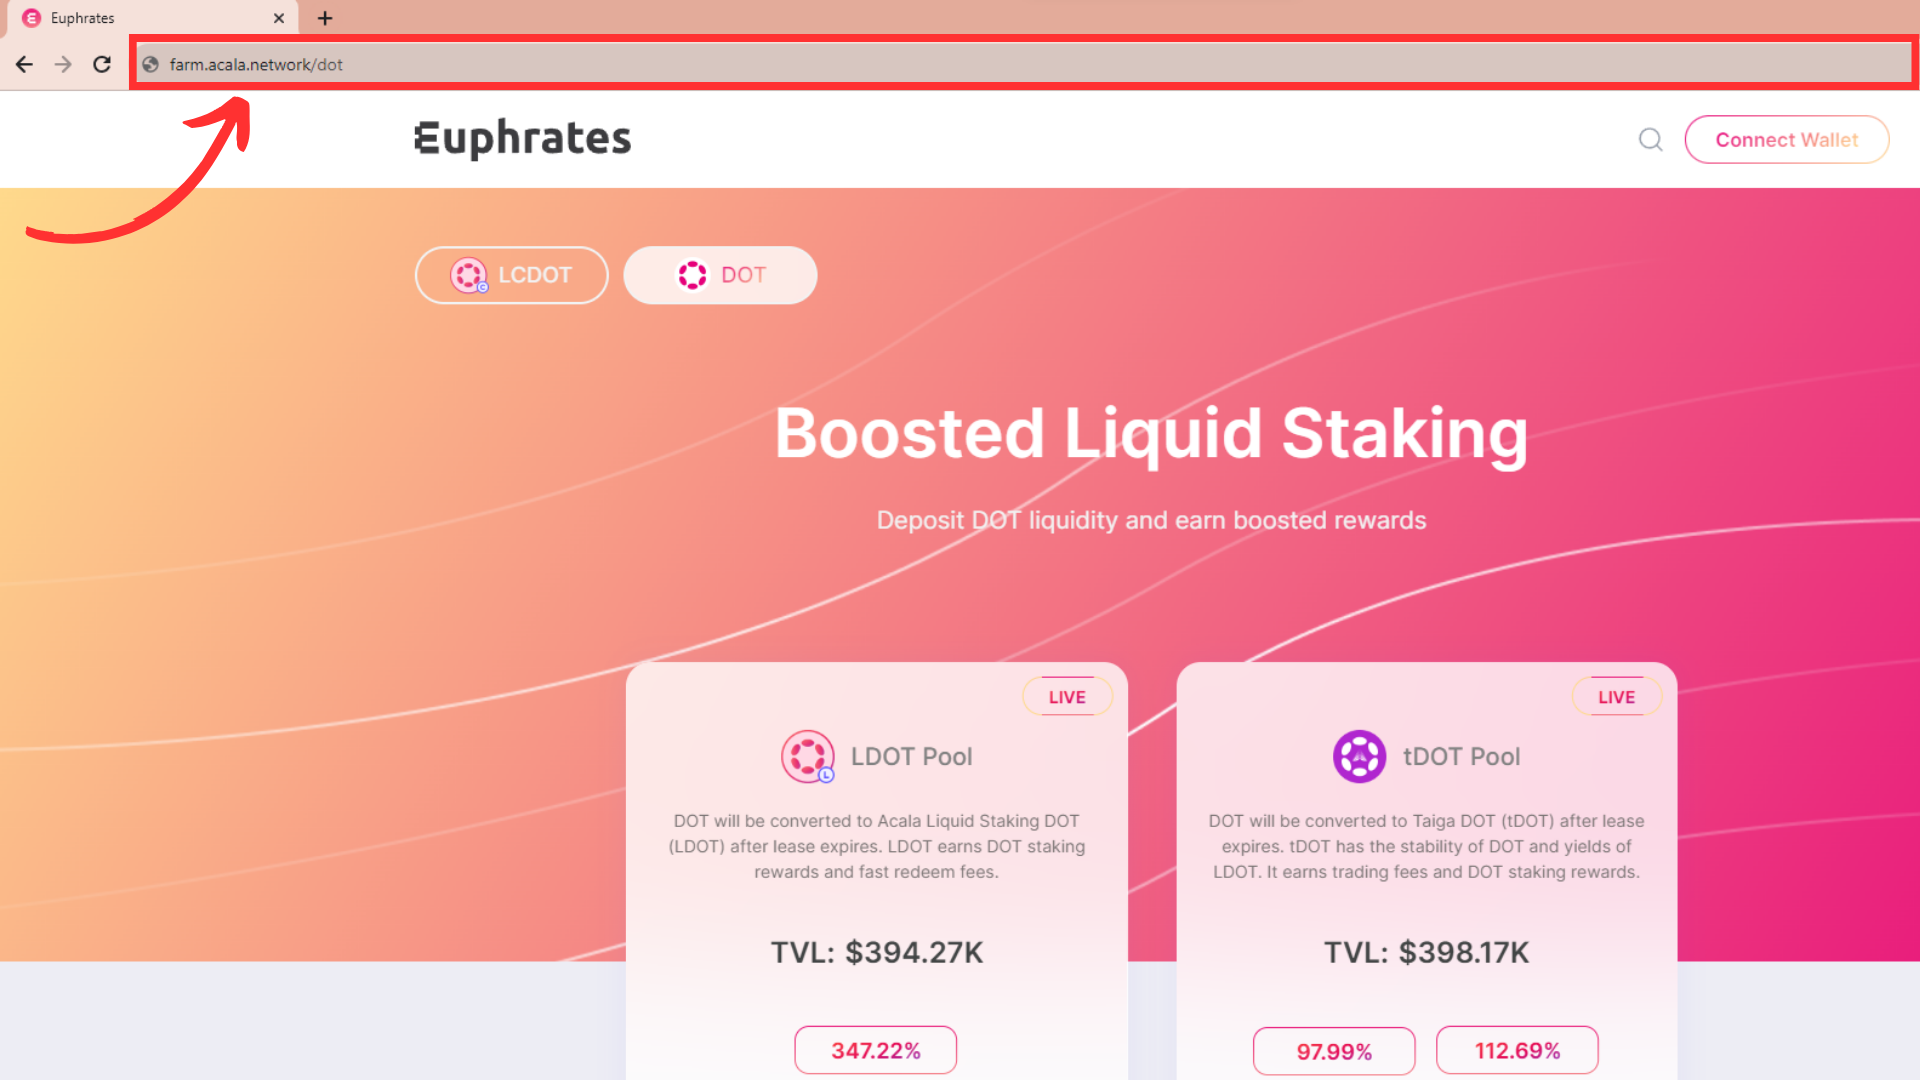 Euphrates
farm.acala.network/dot
Euphrates
Connect Wallet
LCDOT
DOT
Boosted Liquid Staking
Deposit DOT liquidity and earn boosted rewards
LIVE
LDOT Pool
DOT will be converted to Acala Liquid Staking DOT
(LDOT) after lease expires. LDOT earns DOT staking
rewards and fast redeem fees.
TVL: $394.27K
347.22%
LIVE
tDOT Pool
DOT will be converted to Taiga DOT (tDOT) after lease
expires. tDOT has the stability of DOT and yields of
LDOT. It earns trading fees and DOT staking rewards.
TVL: $398.17K
97.99%
112.69%